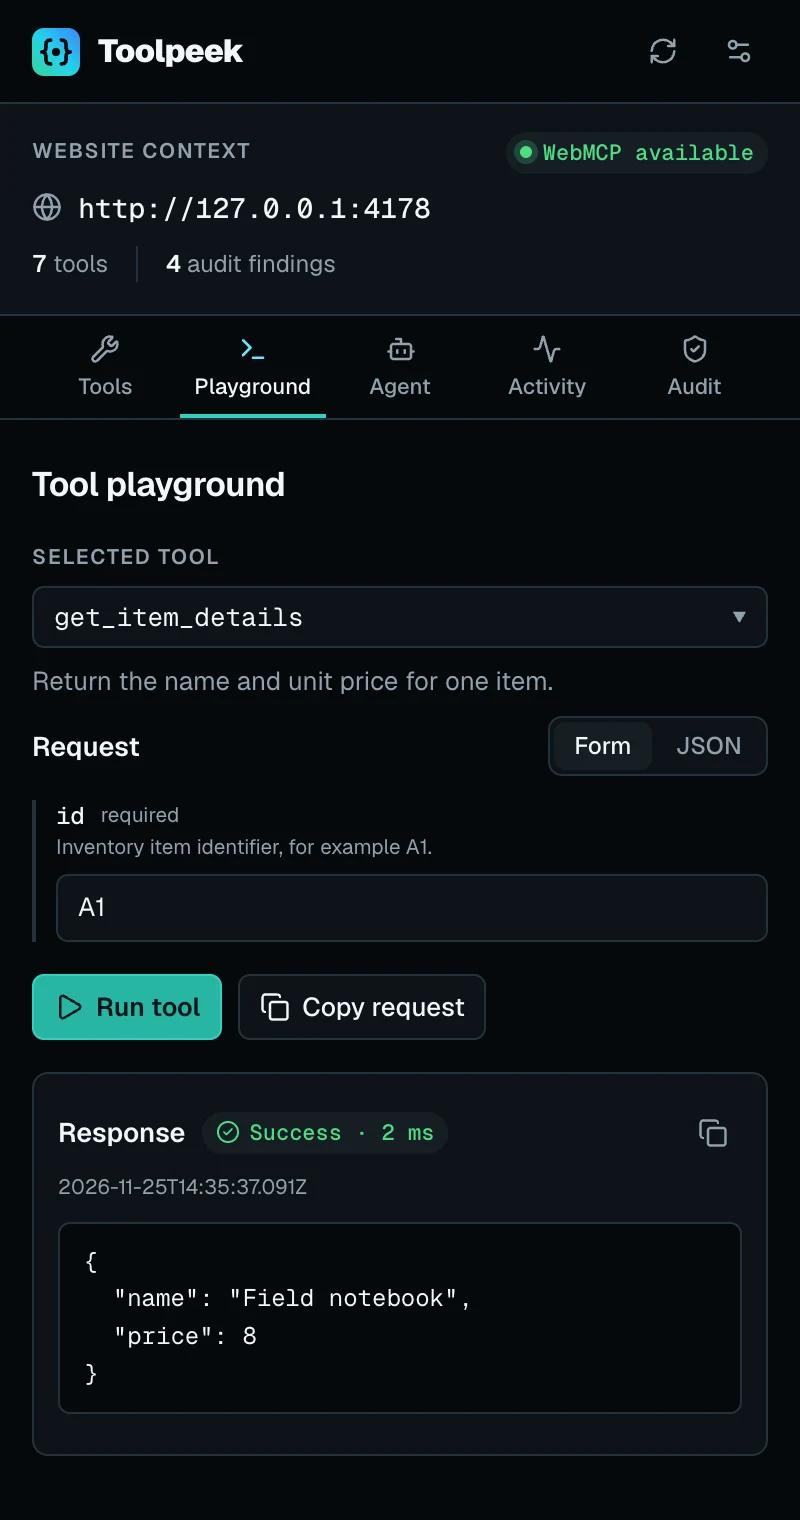 Toolpeek
WEBSITE CONTEXT
WebMCP available
http://127.0.0.1:4178
7 tools
4 audit findings
Tools
Playground
Agent
Activity
Audit
Tool playground
SELECTED TOOL
get_item_details
Return the name and unit price for one item.
Request
Form
JSON
id required
Inventory item identifier, for example A1.
A1
Run tool
Copy request
Response
Success · 2 ms
2026-11-25T14:35:37.091Z
{
  "name": "Field notebook",
  "price": 8
}